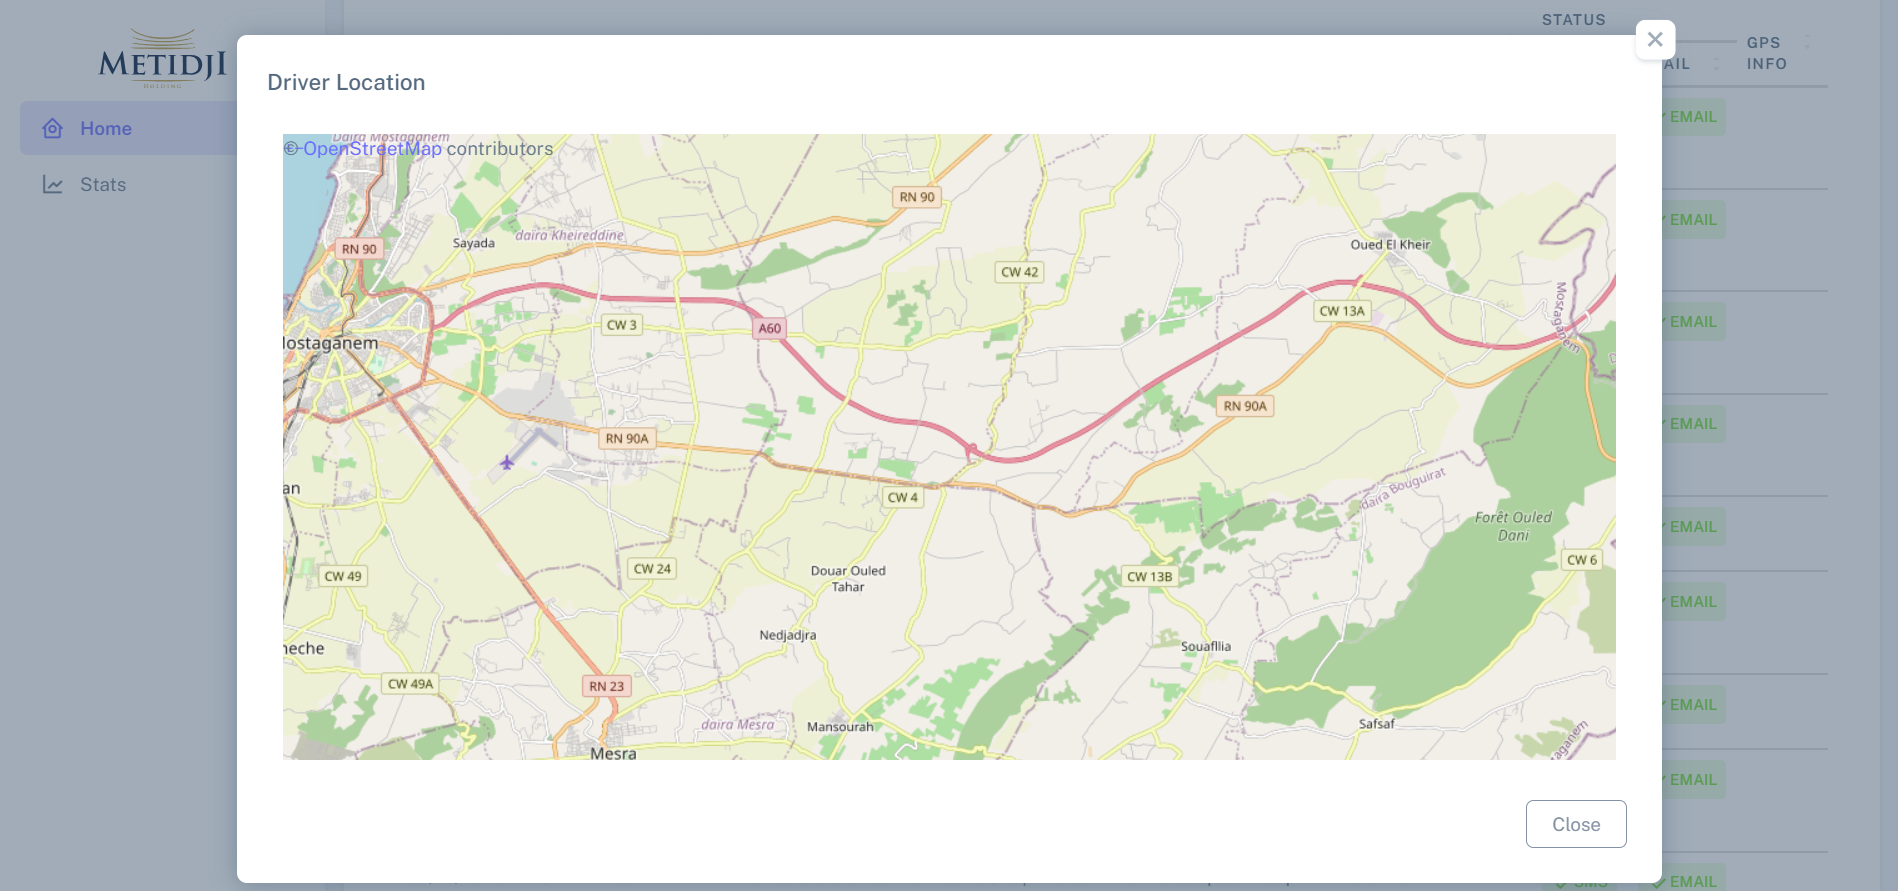 STATUS
METIDJI
HOLDING
GPS
INFO
AIL
Driver Location
Home
Stats
© OpenStreetMap contributors
Daïra Mostaganem
RN 90
RN 90
Sayada
daira Kheireddine
Oued El Kheir
CW 42
CW 3
A60
CW 13A
Mostaganem
Mostaganem
RN 90A
RN 90A
CW 4
an
daira Bouguirat
Forêt Ouled
Dani
CW 49
CW 24
Douar Ouled
Tahar
CW 13B
CW 6
Nedjadjra
Souafllia
heche
CW 49A
RN 23
daira Mesra
Mansourah
Safsaf
aganem
Mesra
EMAIL
EMAIL
EMAIL
EMAIL
EMAIL
EMAIL
EMAIL
EMAIL
Close
SMS
EMAIL